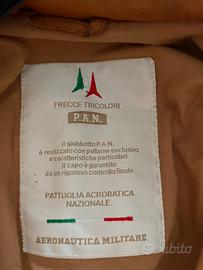 FRECCE TRICOLORI
P.A.N.
il giubbotto P.A.N.
è realizzato con pellame esclusivo
e caratteristiche particolari.
Il capo è garantito
da un rigoroso controllo finale.
PATTUGLIA ACROBATICA
NAZIONALE.
AERONAUTICA MILITARE
subito